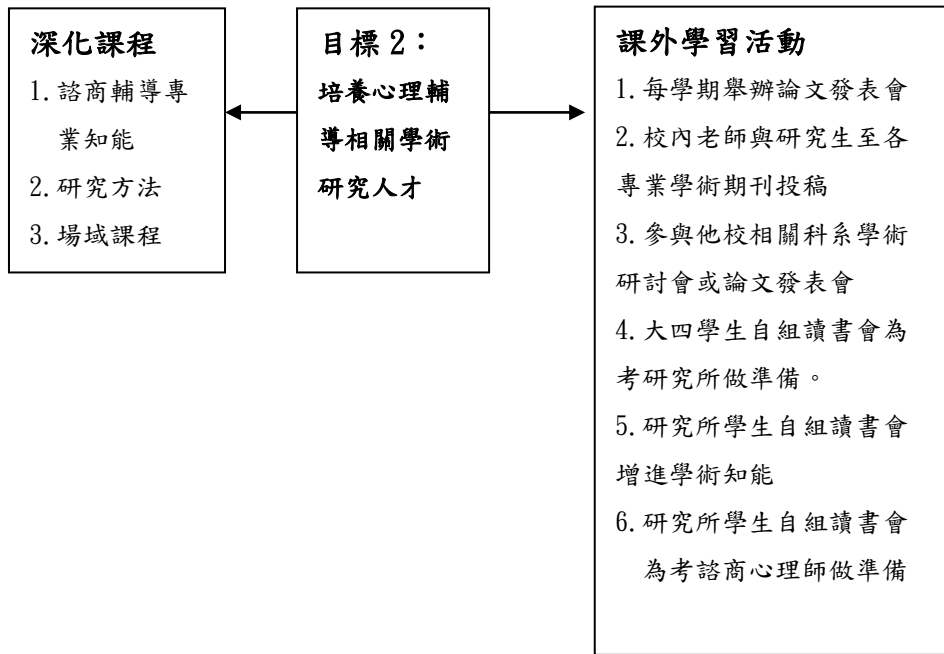 深化課程
1.諮商輔導專
業知能
2.研究方法
3.場域課程
目標 2：
培養心理輔
導相關學術
研究人才
課外學習活動
1.每學期舉辦論文發表會
2.校內老師與研究生至各
專業學術期刊投稿
3.參與他校相關科系學術
研討會或論文發表會
4.大四學生自組讀書會為
考研究所做準備。
5.研究所學生自組讀書會
增進學術知能
6.研究所學生自組讀書會
為考諮商心理師做準備